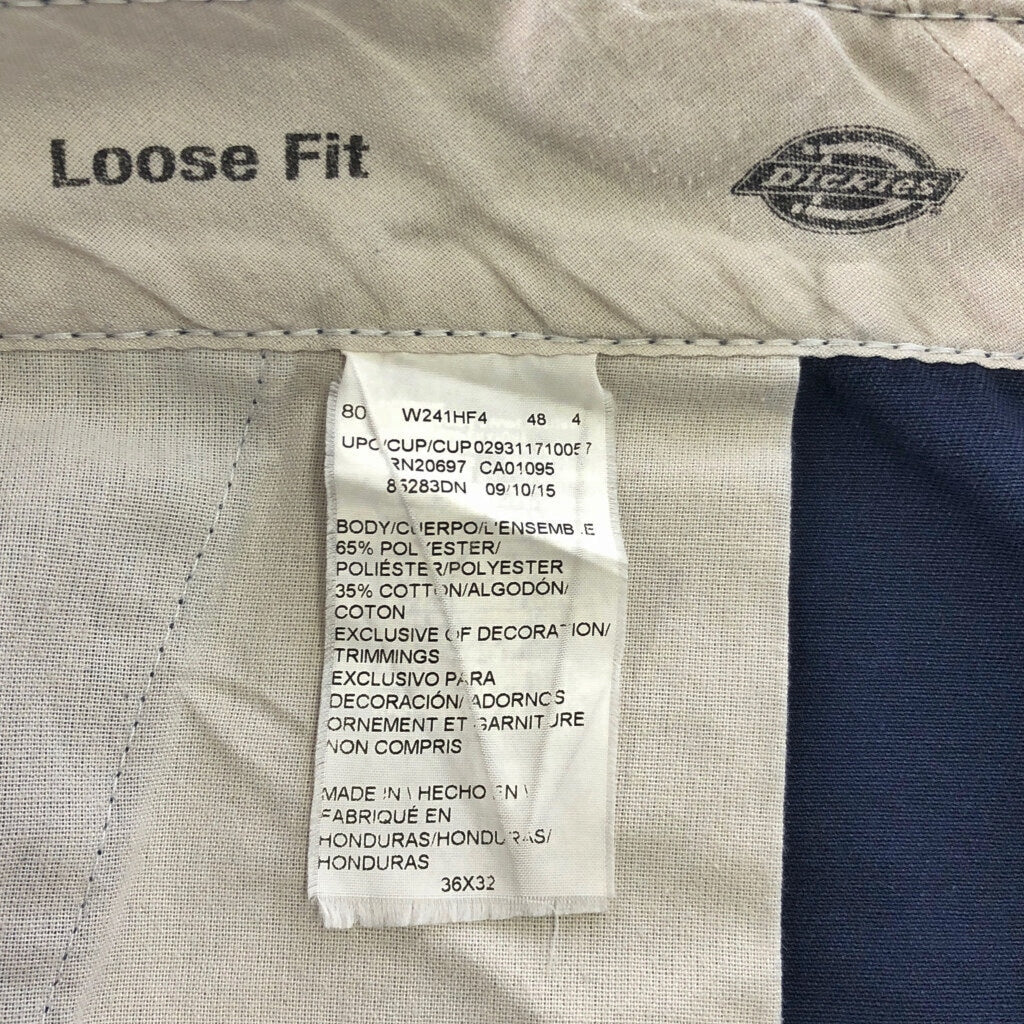 Loose Fit
Dickies
80 W241HF4 48 4
UPC/CUP/CUP 029311710057
RN20697 CA01095
85283DN 09/10/15
BODY/CUERPO/L'ENSEMBLE
65% POLYESTER/
POLIÉSTER/POLYESTER
35% COTTON/ALGODÓN/
COTON
EXCLUSIVE OF DECORATION/
TRIMMINGS
EXCLUSIVO PARA
DECORACIÓN/ADORNOS
ORNEMENT ET GARNITURE
NON COMPRIS
MADE IN \ HECHO EN \
FABRIQUÉ EN
HONDURAS/HONDURAS/
HONDURAS
36X32